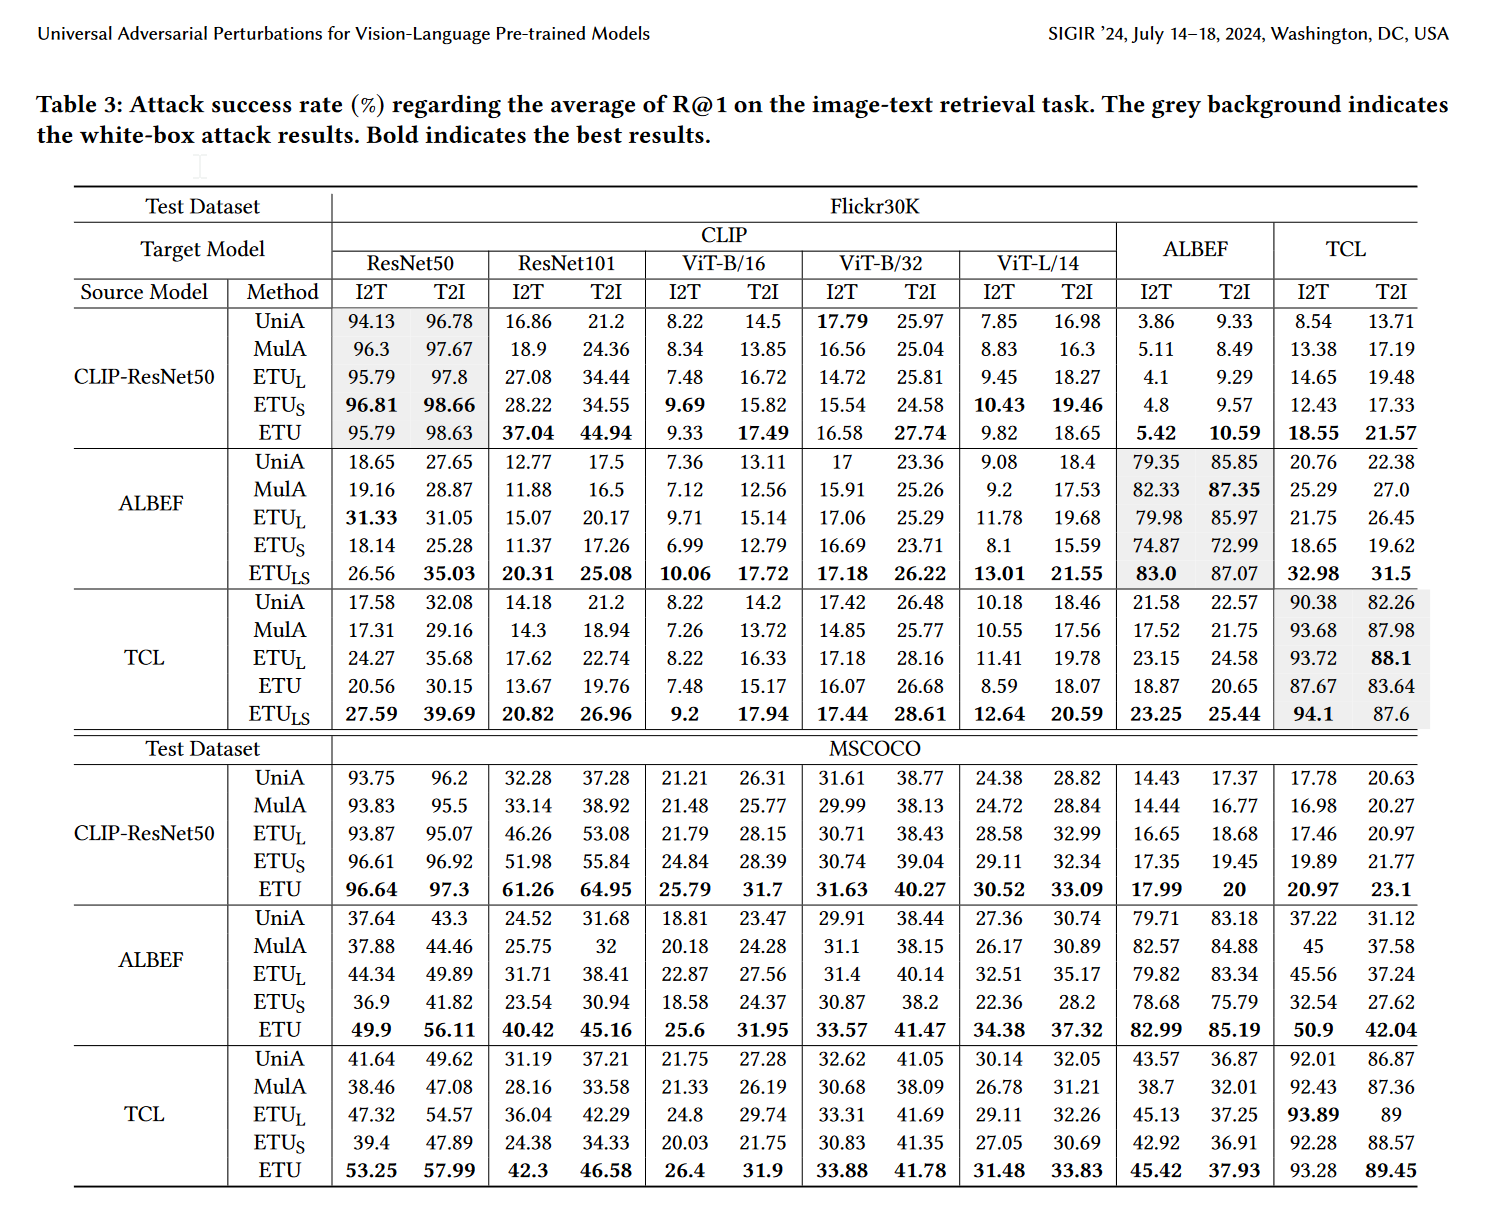 Universal Adversarial Perturbations for Vision-Language Pre-trained Models
SIGIR ’24, July 14–18, 2024, Washington, DC, USA
Table 3: Attack success rate (%) regarding the average of R@1 on the image-text retrieval task. The grey background indicates
the white-box attack results. Bold indicates the best results.
Test Dataset Flickr30K
Target Model CLIP ALBEF TCL
ResNet50 ResNet101 ViT-B/16 ViT-B/32 ViT-L/14
Source Model Method I2T T2I I2T T2I I2T T2I I2T T2I I2T T2I I2T T2I I2T T2I
UniA 94.13 96.78 16.86 21.2 8.22 14.5 17.79 25.97 7.85 16.98 3.86 9.33 8.54 13.71
MulA 96.3 97.67 18.9 24.36 8.34 13.85 16.56 25.04 8.83 16.3 5.11 8.49 13.38 17.19
CLIP-ResNet50 ETUL 95.79 97.8 27.08 34.44 7.48 16.72 14.72 25.81 9.45 18.27 4.1 9.29 14.65 19.48
ETUS 96.81 98.66 28.22 34.55 9.69 15.82 15.54 24.58 10.43 19.46 4.8 9.57 12.43 17.33
ETU 95.79 98.63 37.04 44.94 9.33 17.49 16.58 27.74 9.82 18.65 5.42 10.59 18.55 21.57
UniA 18.65 27.65 12.77 17.5 7.36 13.11 17 23.36 9.08 18.4 79.35 85.85 20.76 22.38
ALBEF MulA 19.16 28.87 11.88 16.5 7.12 12.56 15.91 25.26 9.2 17.53 82.33 87.35 25.29 27.0
ETUL 31.33 31.05 15.07 20.17 9.71 15.14 17.06 25.29 11.78 19.68 79.98 85.97 21.75 26.45
ETUS 18.14 25.28 11.37 17.26 6.99 12.79 16.69 23.71 8.1 15.59 74.87 72.99 18.65 19.62
ETULS 26.56 35.03 20.31 25.08 10.06 17.72 17.18 26.22 13.01 21.55 83.0 87.07 32.98 31.5
UniA 17.58 32.08 14.18 21.2 8.22 14.2 17.42 26.48 10.18 18.46 21.58 22.57 90.38 82.26
MulA 17.31 29.16 14.3 18.94 7.26 13.72 14.85 25.77 10.55 17.56 17.52 21.75 93.68 87.98
TCL ETUL 24.27 35.68 17.62 22.74 8.22 16.33 17.18 28.16 11.41 19.78 23.15 24.58 93.72 88.1
ETU 20.56 30.15 13.67 19.76 7.48 15.17 16.07 26.68 8.59 18.07 18.87 20.65 87.67 83.64
ETULS 27.59 39.69 20.82 26.96 9.2 17.94 17.44 28.61 12.64 20.59 23.25 25.44 94.1 87.6
Test Dataset MSCOCO
UniA 93.75 96.2 32.28 37.28 21.21 26.31 31.61 38.77 24.38 28.82 14.43 17.37 17.78 20.63
MulA 93.83 95.5 33.14 38.92 21.48 25.77 29.99 38.13 24.72 28.84 14.44 16.77 16.98 20.27
CLIP-ResNet50 ETUL 93.87 95.07 46.26 53.08 21.79 28.15 30.71 38.43 28.58 32.99 16.65 18.68 17.46 20.97
ETUS 96.61 96.92 51.98 55.84 24.84 28.39 30.74 39.04 29.11 32.34 17.35 19.45 19.89 21.77
ETU 96.64 97.3 61.26 64.95 25.79 31.7 31.63 40.27 30.52 33.09 17.99 20 20.97 23.1
UniA 37.64 43.3 24.52 31.68 18.81 23.47 29.91 38.44 27.36 30.74 79.71 83.18 37.22 31.12
ALBEF MulA 37.88 44.46 25.75 32 20.18 24.28 31.1 38.15 26.17 30.89 82.57 84.88 45 37.58
ETUL 44.34 49.89 31.71 38.41 22.87 27.56 31.4 40.14 32.51 35.17 79.82 83.34 45.56 37.24
ETUS 36.9 41.82 23.54 30.94 18.58 24.37 30.87 38.2 22.36 28.2 78.68 75.79 32.54 27.62
ETU 49.9 56.11 40.42 45.16 25.6 31.95 33.57 41.47 34.38 37.32 82.99 85.19 50.9 42.04
UniA 41.64 49.62 31.19 37.21 21.75 27.28 32.62 41.05 30.14 32.05 43.57 36.87 92.01 86.87
MulA 38.46 47.08 28.16 33.58 21.33 26.19 30.68 38.09 26.78 31.21 38.7 32.01 92.43 87.36
TCL ETUL 47.32 54.57 36.04 42.29 24.8 29.74 33.31 41.69 29.11 32.26 45.13 37.25 93.89 89
ETUS 39.4 47.89 24.38 34.33 20.03 21.75 30.83 41.35 27.05 30.69 42.92 36.91 92.28 88.57
ETU 53.25 57.99 42.3 46.58 26.4 31.9 33.88 41.78 31.48 33.83 45.42 37.93 93.28 89.45